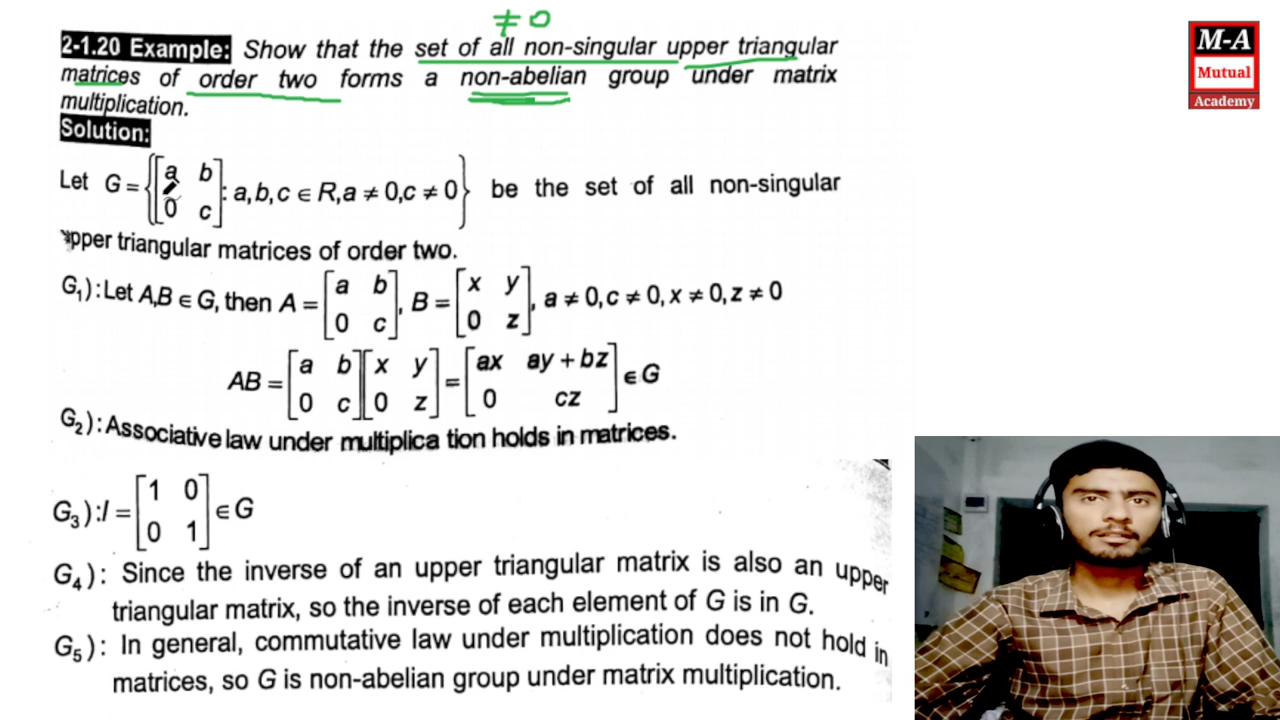 ≠ 0
2-1.20 Example: Show that the set of all non-singular upper triangular
matrices of order two forms a non-abelian group under matrix
multiplication.
Solution:
Let G = {[a b; 0 c] : a,b,c ∈ R, a ≠ 0, c ≠ 0} be the set of all non-singular
upper triangular matrices of order two.
G₁): Let A,B ∈ G, then A = [a b; 0 c], B = [x y; 0 z], a ≠ 0, c ≠ 0, x ≠ 0, z ≠ 0
AB = [a b; 0 c][x y; 0 z] = [ax ay + bz; 0 cz] ∈ G
G₂): Associative law under multiplica tion holds in matrices.
G₃): I = [1 0; 0 1] ∈ G
G₄): Since the inverse of an upper triangular matrix is also an upper
triangular matrix, so the inverse of each element of G is in G.
G₅): In general, commutative law under multiplication does not hold in
matrices, so G is non-abelian group under matrix multiplication.
M-A
Mutual
Academy